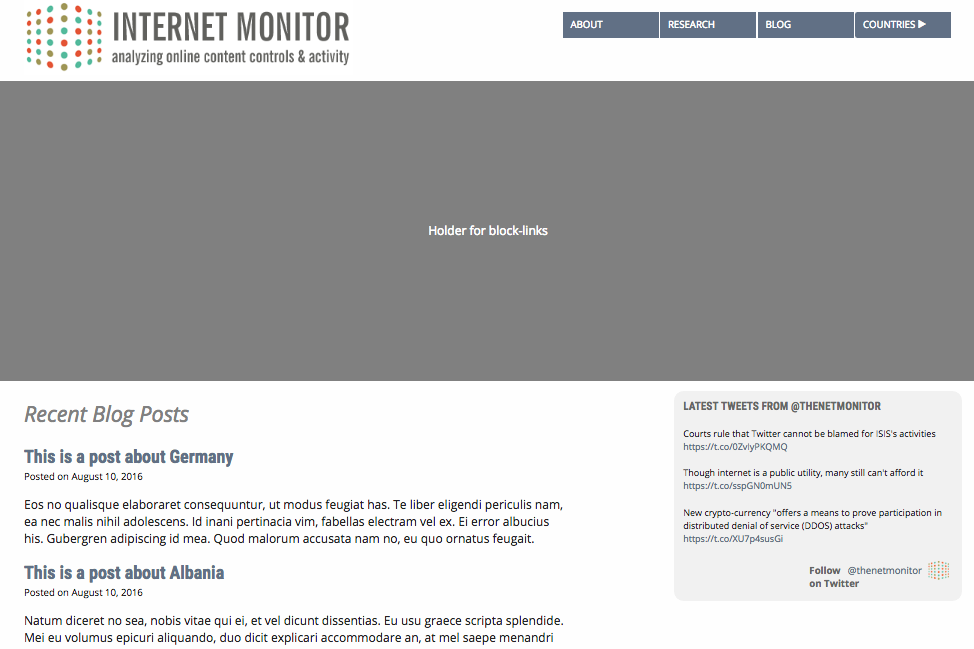 INTERNET MONITOR
analyzing online content controls & activity
ABOUT
RESEARCH
BLOG
COUNTRIES ▶
Holder for block-links
Recent Blog Posts
This is a post about Germany
Posted on August 10, 2016
Eos no qualisque elaboraret consequuntur, ut modus feugiat has. Te liber eligendi periculis nam,
ea nec malis nihil adolescens. Id inani pertinacia vim, fabellas electram vel ex. Ei error albucius
his. Gubergren adipiscing id mea. Quod malorum accusata nam no, eu quo ornatus feugait.
This is a post about Albania
Posted on August 10, 2016
Natum diceret no sea, nobis vitae qui ei, et vel dicunt dissentias. Eu usu graece scripta splendide.
Mei eu volumus epicuri aliquando, duo dicit explicari accommodare an, at mel saepe menandri
LATEST TWEETS FROM @THENETMONITOR
Courts rule that Twitter cannot be blamed for ISIS's activities
https://t.co/0ZvIyPKQMQ
Though internet is a public utility, many still can't afford it
https://t.co/sspGN0mUN5
New crypto-currency "offers a means to prove participation in
distributed denial of service (DDOS) attacks"
https://t.co/XU7p4susGi
Follow @thenetmonitor
on Twitter